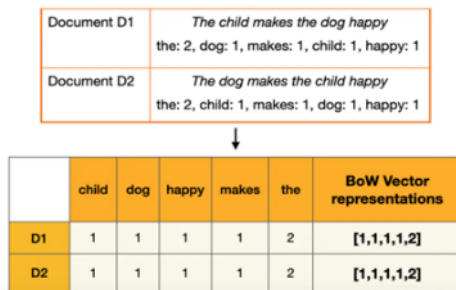 Document D1
The child makes the dog happy
the: 2, dog: 1, makes: 1, child: 1, happy: 1
Document D2
The dog makes the child happy
the: 2, child: 1, makes: 1, dog: 1, happy: 1
child dog happy makes the BoW Vector representations
D1 1 1 1 1 2 [1,1,1,1,2]
D2 1 1 1 1 2 [1,1,1,1,2]